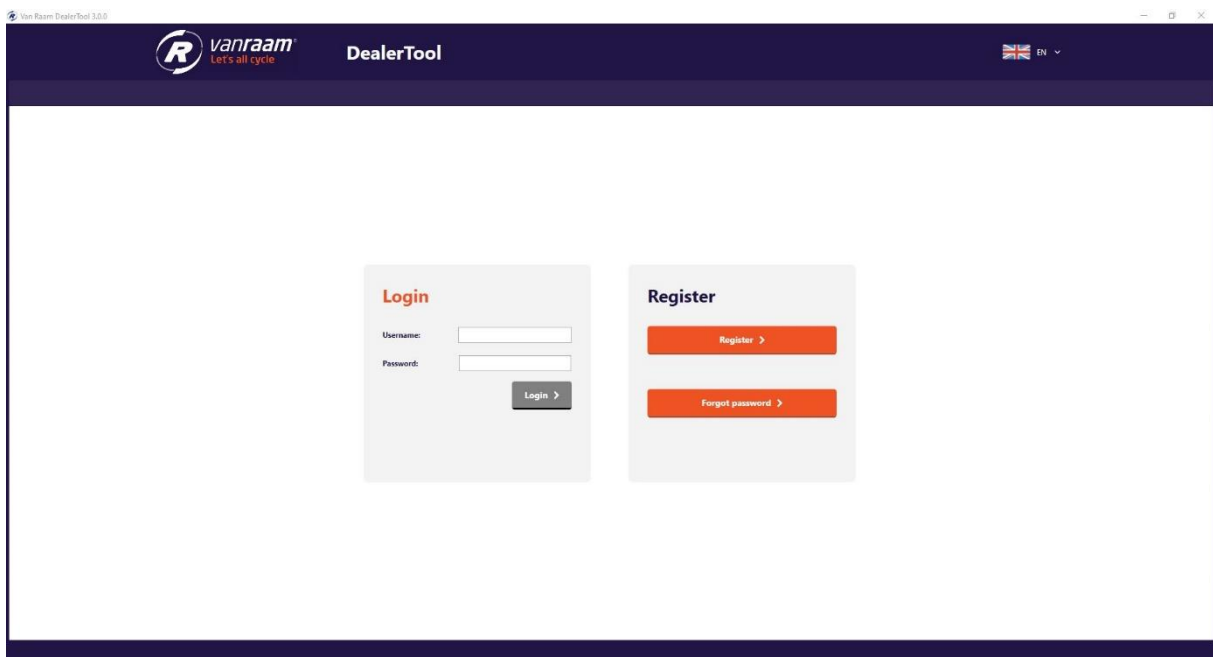 Van Raam DealerTool 3.0.0
vanraam®
Let's all cycle
DealerTool
EN
Login
Username:
Password:
Login
Register
Register
Forgot password